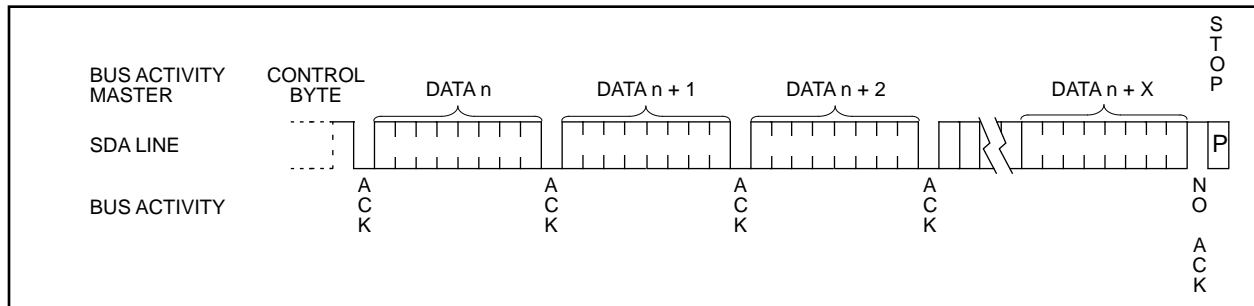 S
T
O
P
BUS ACTIVITY
MASTER
CONTROL
BYTE
DATA n
DATA n + 1
DATA n + 2
DATA n + X
SDA LINE
P
BUS ACTIVITY
A
C
K
A
C
K
A
C
K
A
C
K
N
O
A
C
K